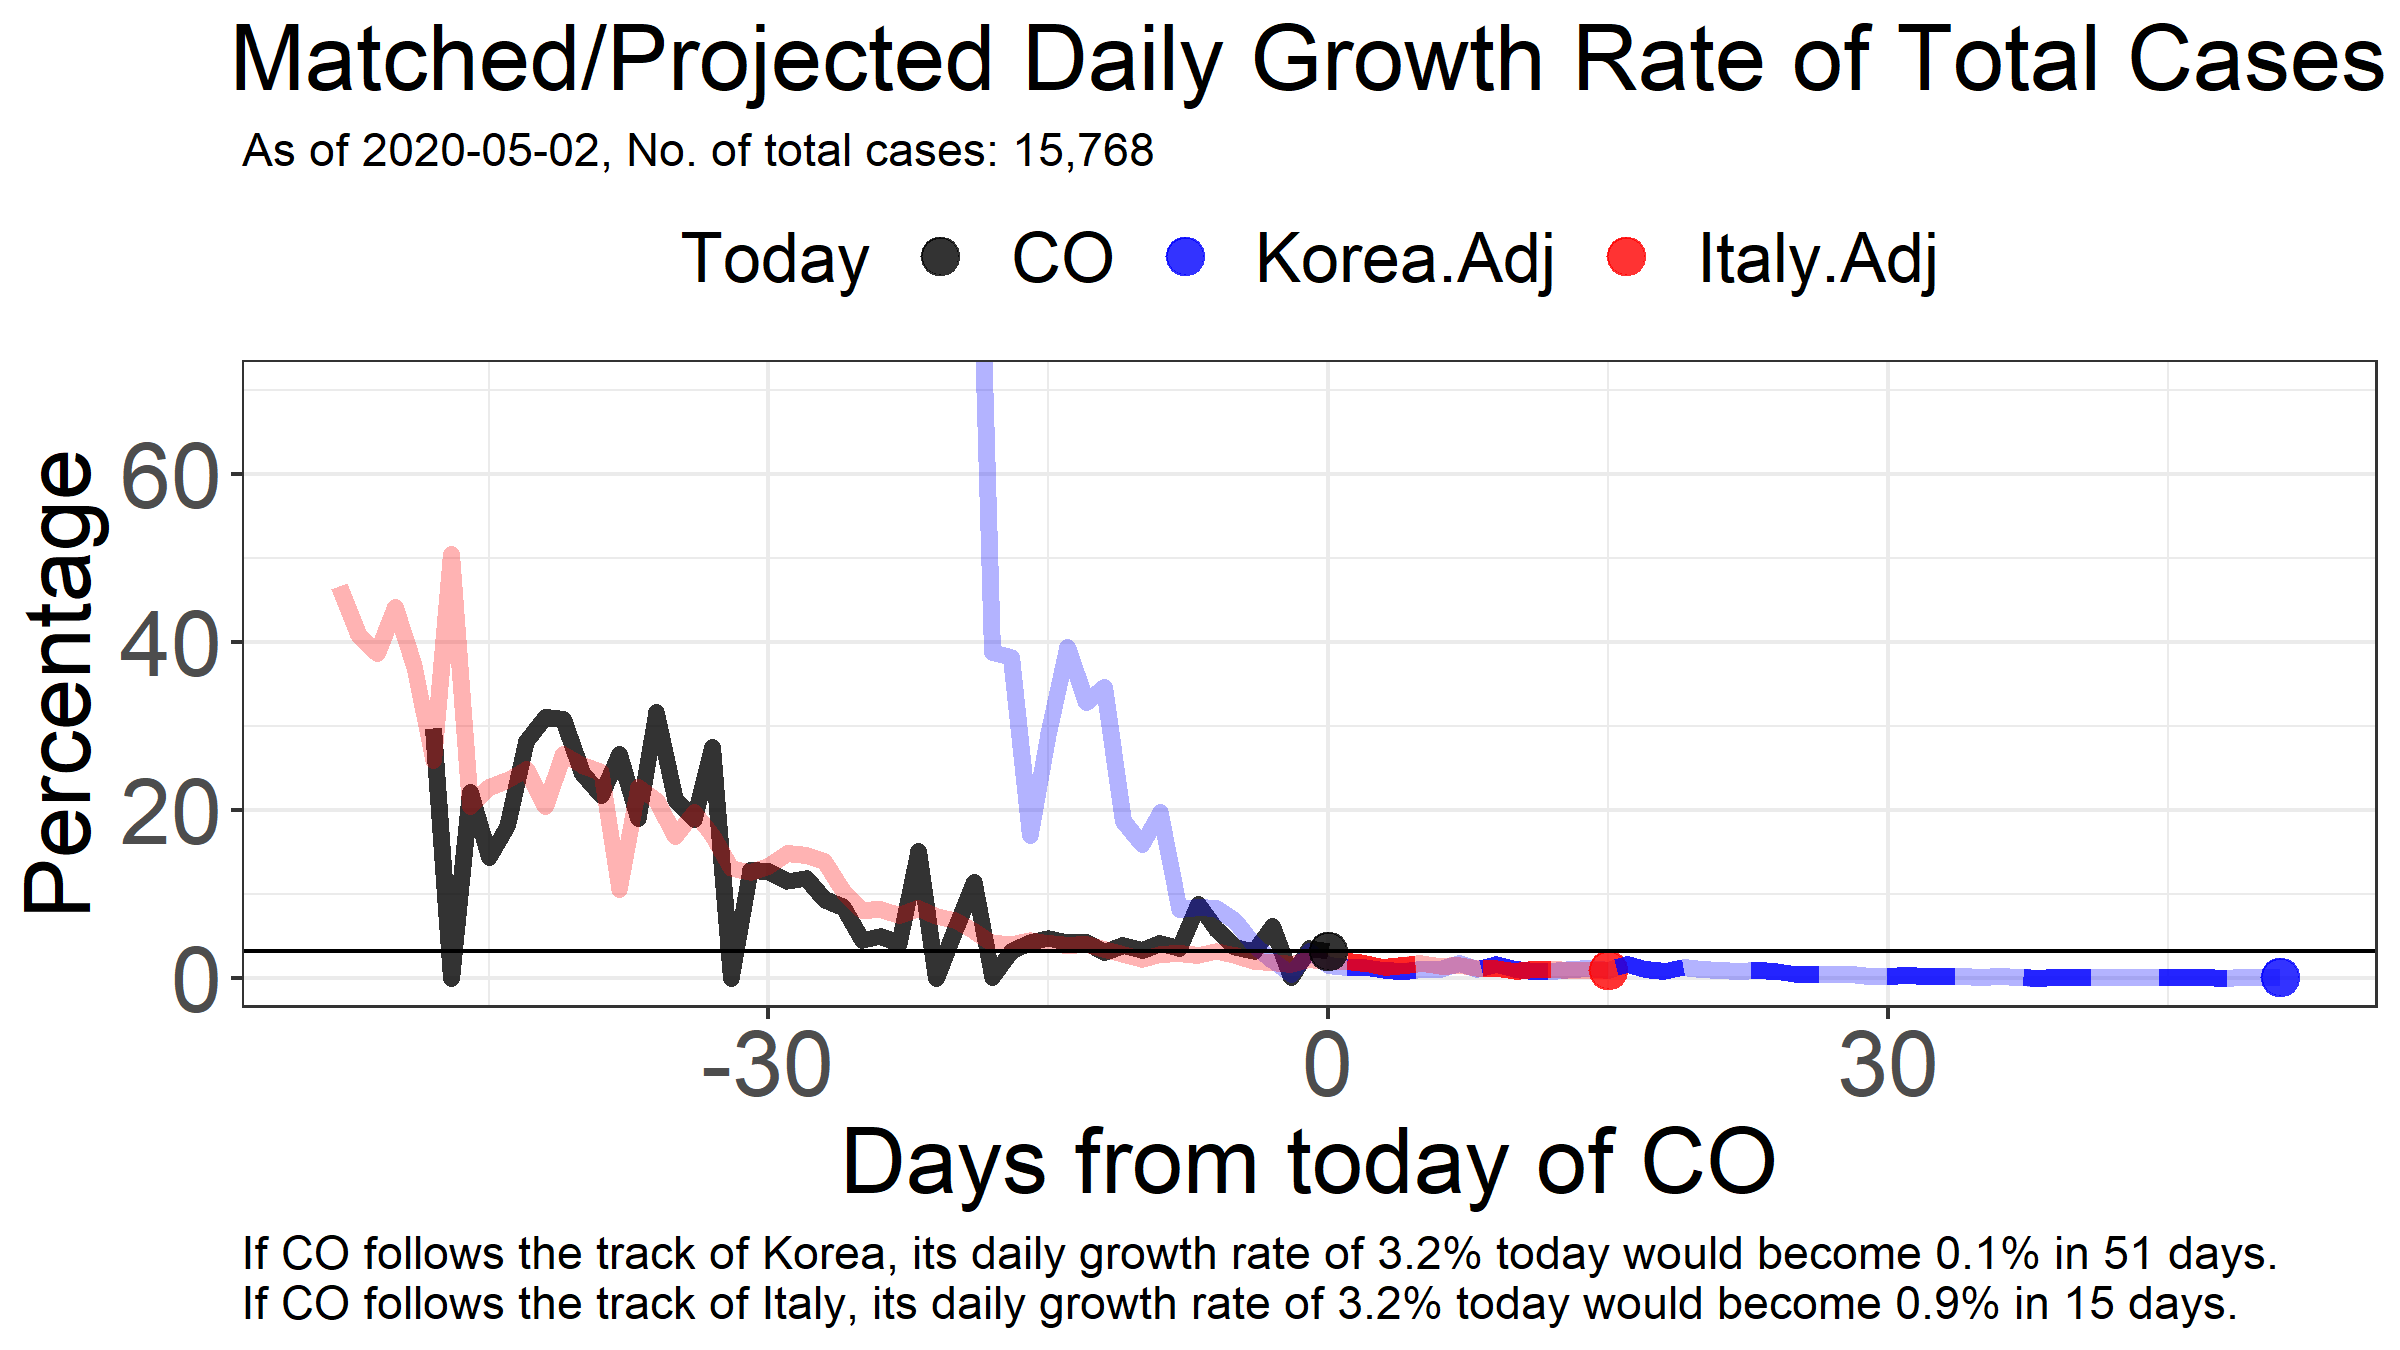 Matched/Projected Daily Growth Rate of Total Cases
As of 2020-05-02, No. of total cases: 15,768
Today CO Korea.Adj Italy.Adj
Percentage
60
40
20
0
-30 0 30
Days from today of CO
If CO follows the track of Korea, its daily growth rate of 3.2% today would become 0.1% in 51 days.
If CO follows the track of Italy, its daily growth rate of 3.2% today would become 0.9% in 15 days.